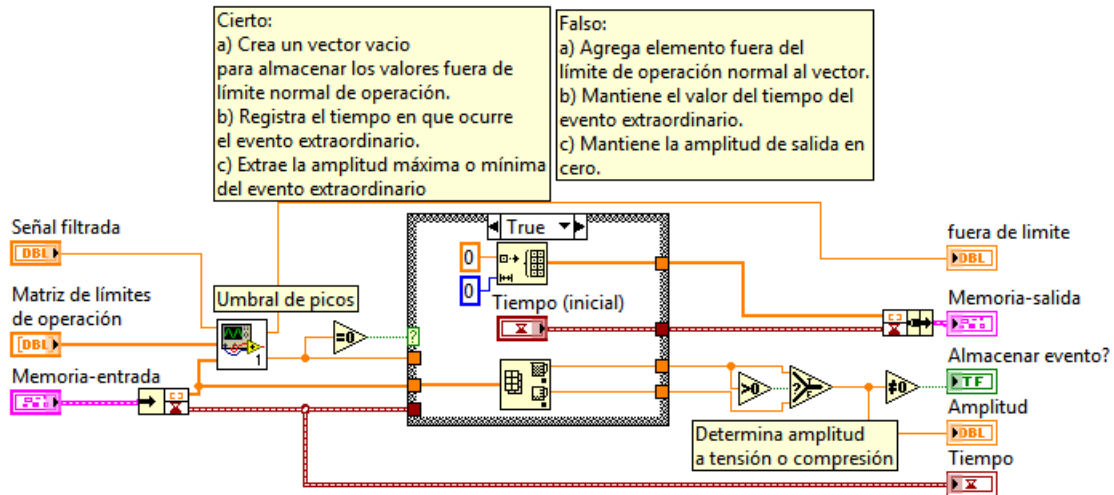 Cierto:
a) Crea un vector vacio
para almacenar los valores fuera de
límite normal de operación.
b) Registra el tiempo en que ocurre
el evento extraordinario.
c) Extrae la amplitud máxima o mínima
del evento extraordinario
Falso:
a) Agrega elemento fuera del
límite de operación normal al vector.
b) Mantiene el valor del tiempo del
evento extraordinario.
c) Mantiene la amplitud de salida en
cero.
Señal filtrada
DBL
Matriz de límites
de operación
DBL
Memoria-entrada
Umbral de picos
1
=0
?
True
0
0
Tiempo (inicial)
>0
?
T
F
≠0
Determina amplitud
a tensión o compresión
fuera de limite
DBL
Memoria-salida
Almacenar evento?
TF
Amplitud
DBL
Tiempo